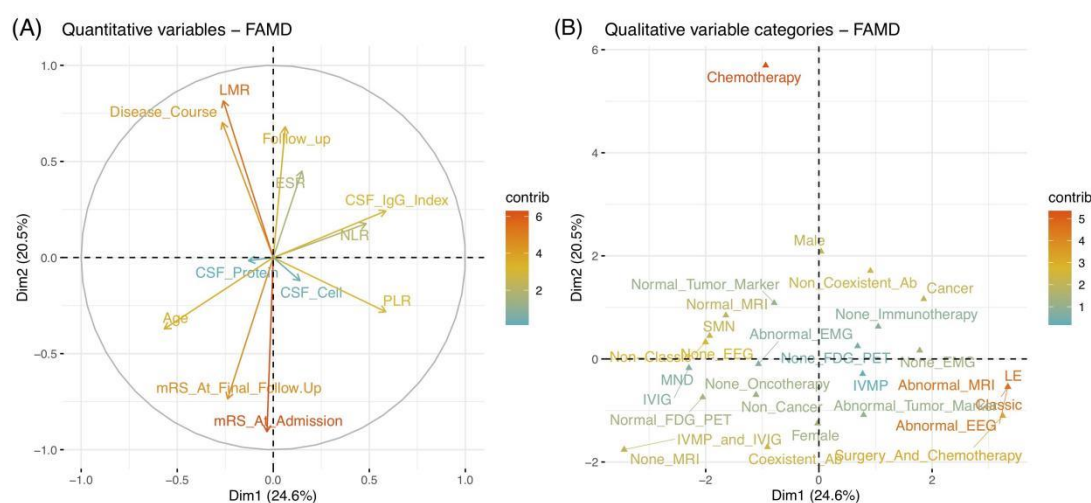 (A)
Quantitative variables − FAMD
1.0
0.5
0.0
−0.5
−1.0
Dim2 (20.5%)
LMR
Disease_Course
Follow_up
ESR
CSF_IgG_Index
NLR
CSF_Protein
CSF_Cell
PLR
Age
mRS_At_Final_Follow.Up
mRS_At_Admission
−1.0
−0.5
0.0
0.5
1.0
Dim1 (24.6%)
contrib
6
4
2
(B)
Qualitative variable categories − FAMD
6
4
2
0
−2
Dim2 (20.5%)
Chemotherapy
Male
Non_Coexistent_Ab
Normal_Tumor_Marker
Cancer
Normal_MRI
None_Immunotherapy
SMN
Abnormal_EMG
Non_Classic
None_EEG
None_FDG_PET
None_EMG
MND
None_Oncotherapy
IVMP
Abnormal_MRI
LE
IVIG
Non_Cancer
Abnormal_Tumor_Marker
Classic
Normal_FDG_PET
Female
Abnormal_EEG
IVMP_and_IVIG
None_MRI
Coexistent_Ab
Surgery_And_Chemotherapy
−2
0
2
Dim1 (24.6%)
contrib
5
4
3
2
1